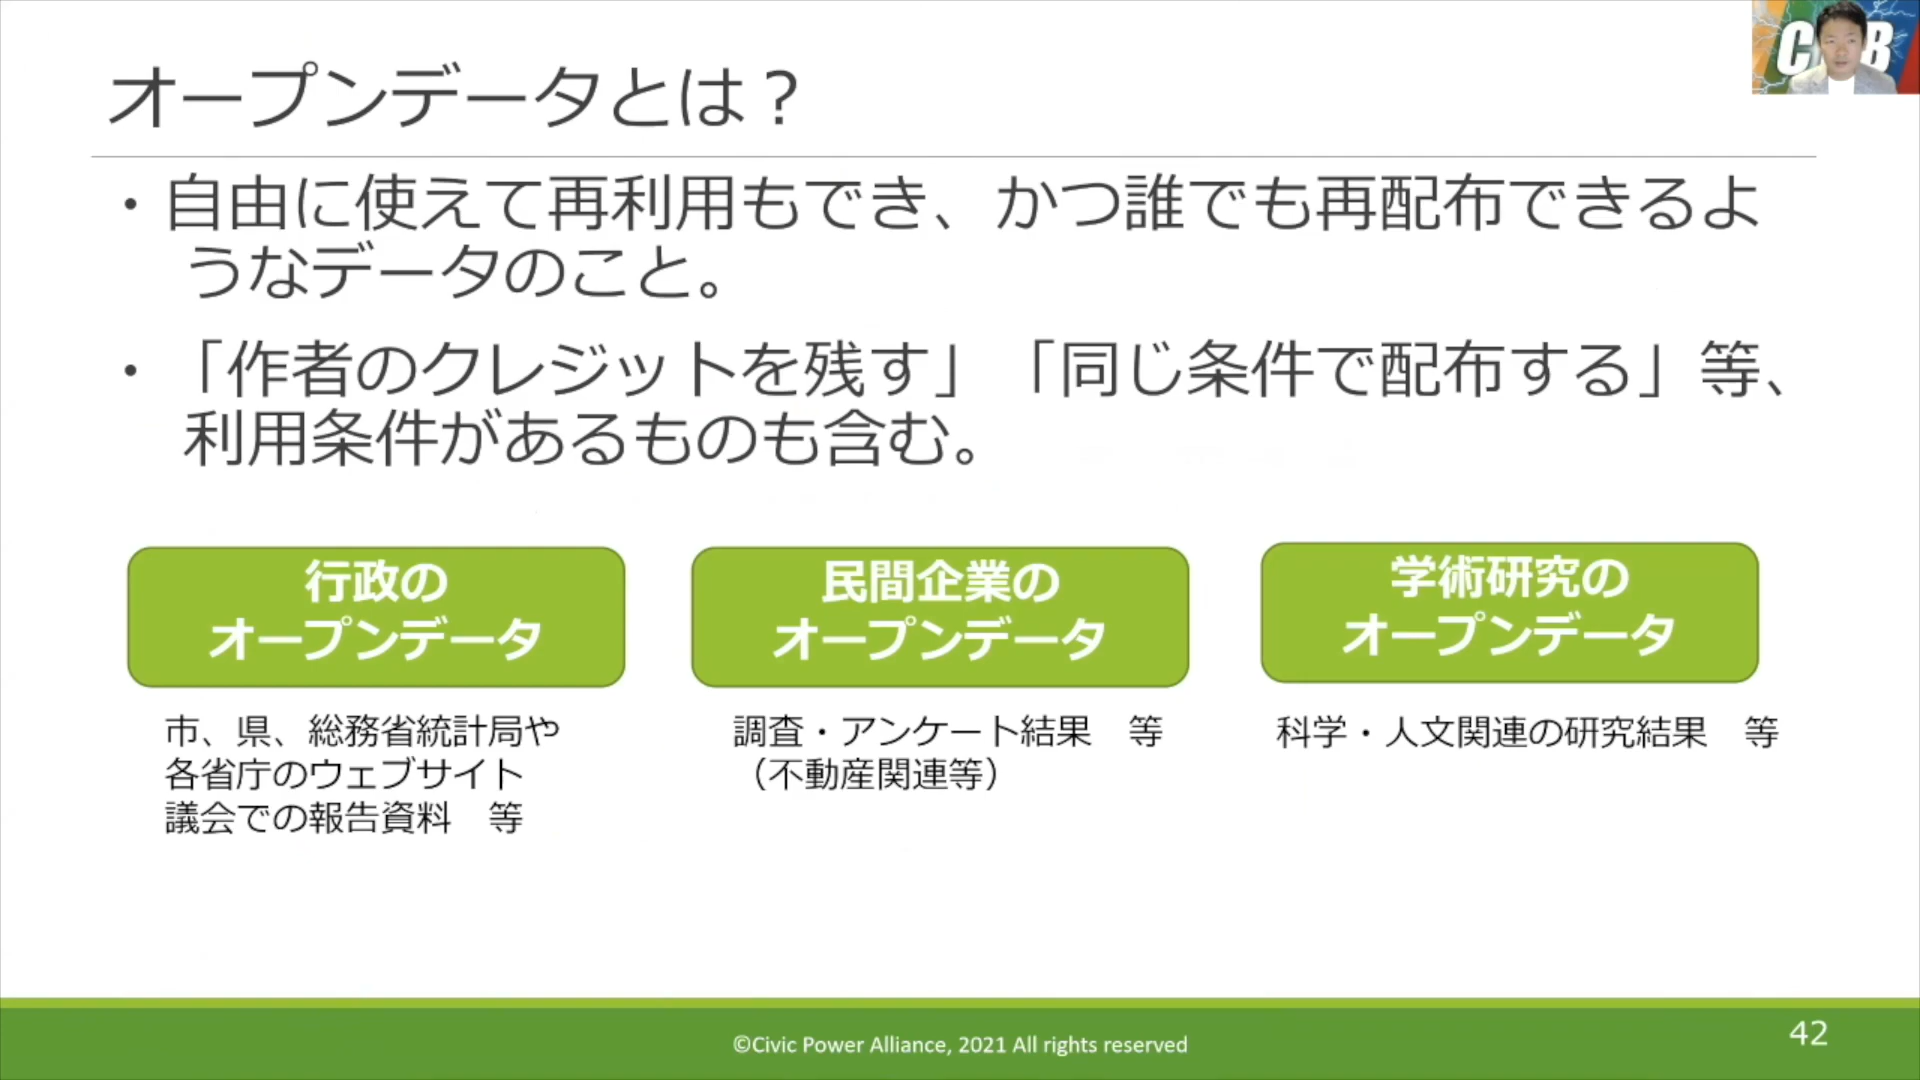 オープンデータとは？
・自由に使えて再利用もでき、かつ誰でも再配布できるよ
うなデータのこと。
・「作者のクレジットを残す」「同じ条件で配布する」等、
利用条件があるものも含む。
行政の
オープンデータ
市、県、総務省統計局や
各省庁のウェブサイト
議会での報告資料　等
民間企業の
オープンデータ
調査・アンケート結果　等
（不動産関連等）
学術研究の
オープンデータ
科学・人文関連の研究結果　等
©Civic Power Alliance, 2021 All rights reserved
42